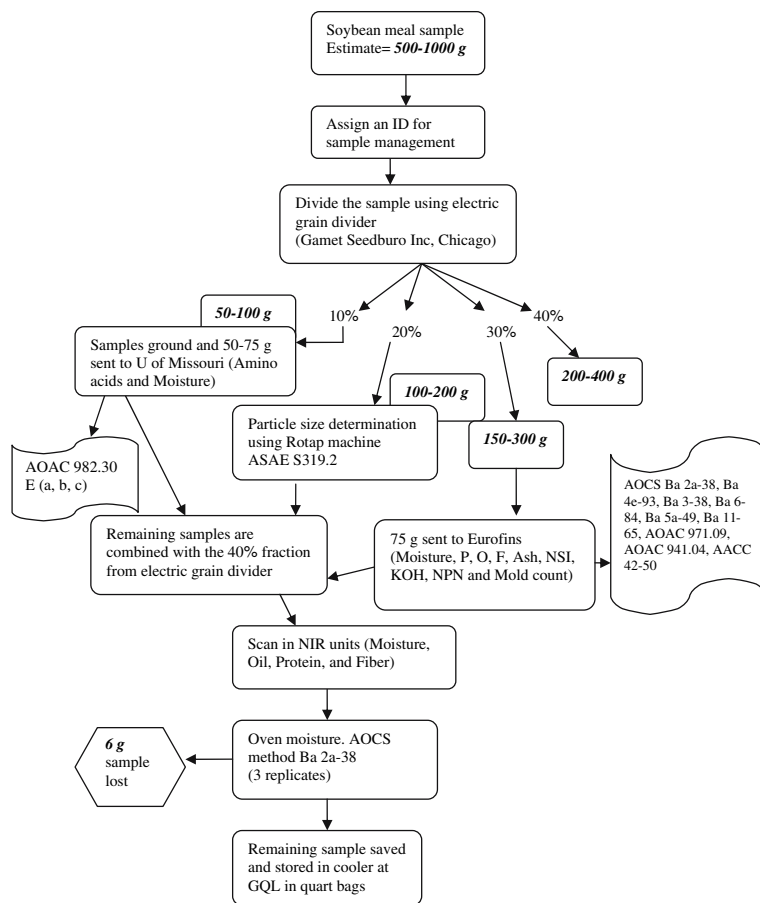 Soybean meal sample
Estimate= 500-1000 g
Assign an ID for
sample management
Divide the sample using electric
grain divider
(Gamet Seedburo Inc, Chicago)
10%
20%
30%
40%
50-100 g
Samples ground and 50-75 g
sent to U of Missouri (Amino
acids and Moisture)
200-400 g
100-200 g
Particle size determination
using Rotap machine
ASAE S319.2
150-300 g
AOAC 982.30
E (a, b, c)
AOCS Ba 2a-38, Ba
4e-93, Ba 3-38, Ba 6-
84, Ba 5a-49, Ba 11-
65, AOAC 971.09,
AOAC 941.04, AACC
42-50
Remaining samples are
combined with the 40% fraction
from electric grain divider
75 g sent to Eurofins
(Moisture, P, O, F, Ash, NSI,
KOH, NPN and Mold count)
Scan in NIR units (Moisture,
Oil, Protein, and Fiber)
Oven moisture. AOCS
method Ba 2a-38
(3 replicates)
6 g
sample
lost
Remaining sample saved
and stored in cooler at
GQL in quart bags